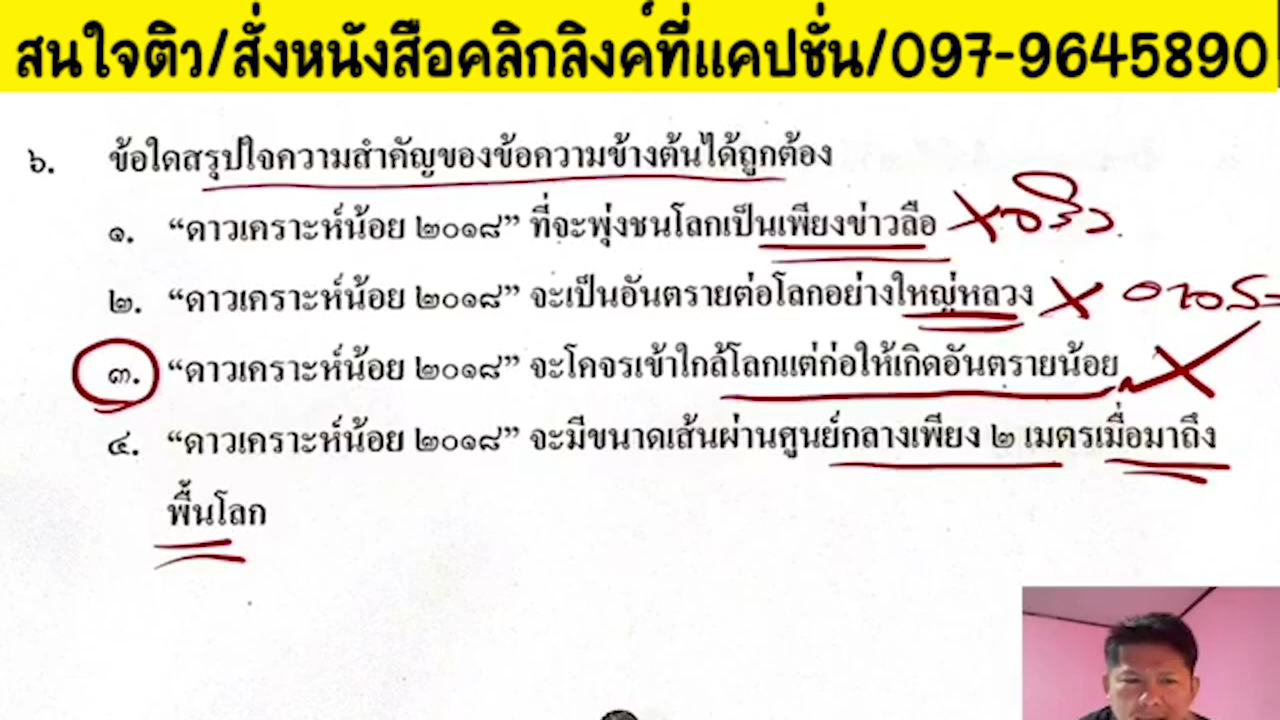 สนใจติว/สั่งหนังสือคลิกลิงค์ที่แคปชั่น/097-9645890
๖. ข้อใดสรุปใจความสำคัญของข้อความข้างต้นได้ถูกต้อง
๑. “ดาวเคราะห์น้อย ๒๐๑๘” ที่จะพุ่งชนโลกเป็นเพียงข่าวลือ
๒. “ดาวเคราะห์น้อย ๒๐๑๘” จะเป็นอันตรายต่อโลกอย่างใหญ่หลวง
๓. “ดาวเคราะห์น้อย ๒๐๑๘” จะโคจรเข้าใกล้โลกแต่ก่อให้เกิดอันตรายน้อย
๔. “ดาวเคราะห์น้อย ๒๐๑๘” จะมีขนาดเส้นผ่านศูนย์กลางเพียง ๒ เมตรเมื่อมาถึง
พื้นโลก